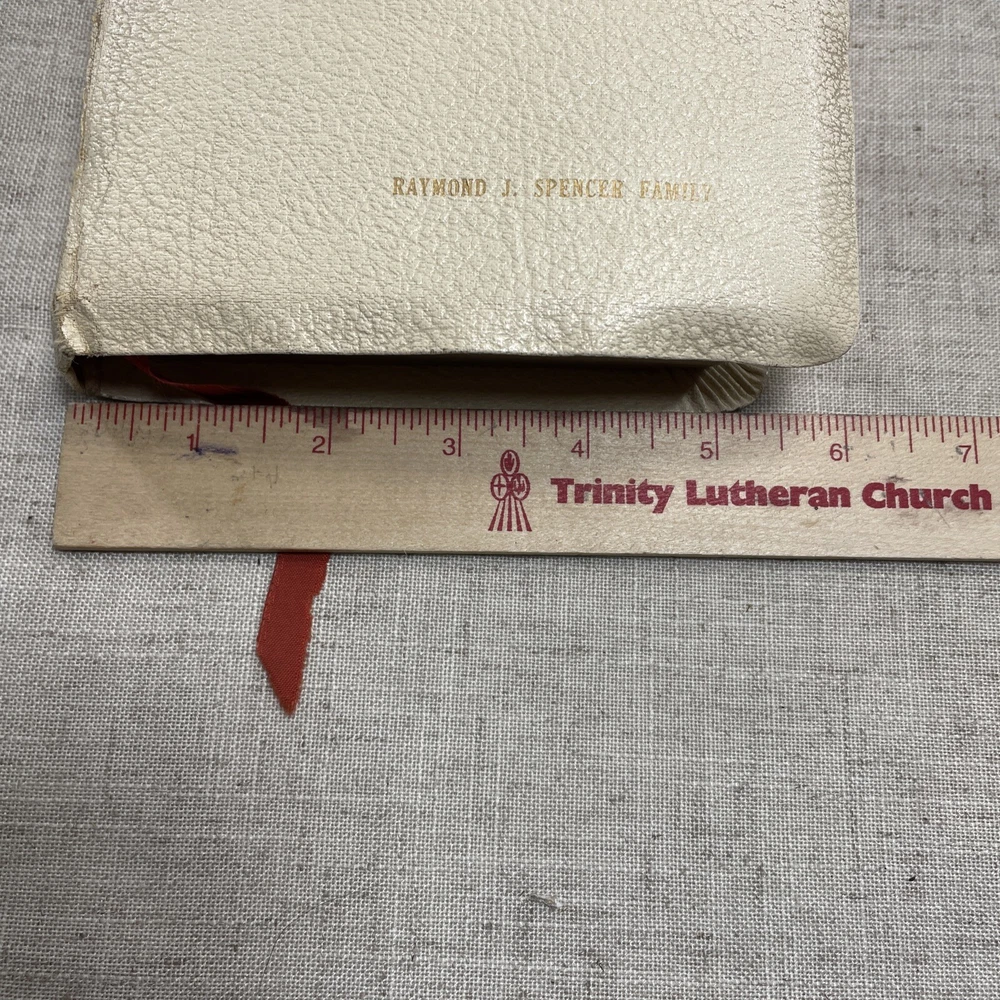 RAYMOND J. SPENCER FAMILY
1 2 3 4 5 6 7
Trinity Lutheran Church